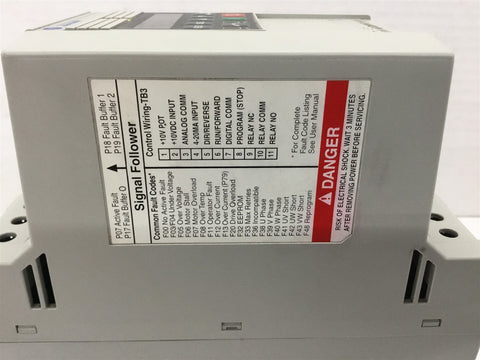 P07 Active Fault
P17 Fault Buffer O
P18 Fault Buffer 1
P19 Fault Buffer 2
Signal Follower
Common Fault Codes*
F00 No Active Fault
F03/P04 Under Voltage
F05 Over Voltage
F06 Motor Stall
F07 Motor Overload
F08 Over Temp
F11 Operator Fault
F12 Over Current
F13 Over Current (P79)
F20 Drive Overload
F32 EEPROM
F33 Max Retries
F36 Incompatible
F38 U Phase
F39 V Phase
F40 W Phase
F41 UV Short
F42 UW Short
F43 VW Short
F48 Reprogram
Control Wiring-TB3
1 +10V POT
2 +10VDC INPUT
3 ANALOG COMM
4 4-20MA INPUT
5 DIR/REVERSE
6 RUN/FORWARD
7 DIGITAL COMM
8 PROGRAM (STOP)
9 RELAY NC
10 RELAY COMM
11 RELAY NO
* For Complete
Fault Code Listing
See User Manual
DANGER
RISK OF ELECTRICAL SHOCK. WAIT 3 MINUTES
AFTER REMOVING POWER BEFORE SERVICING.